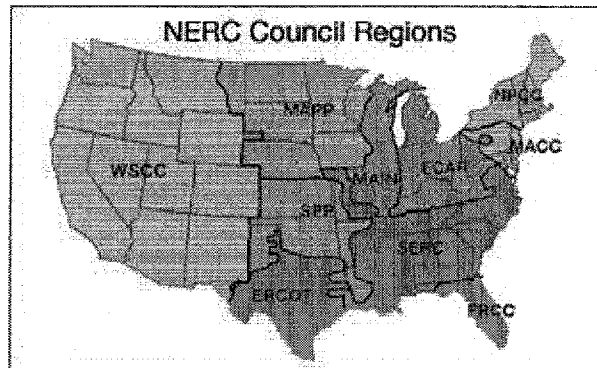 NERC Council Regions
MAPP
NPCC
MACC
WSCC
MAIN
ECAR
SPP
SERC
ERCOT
FRCC